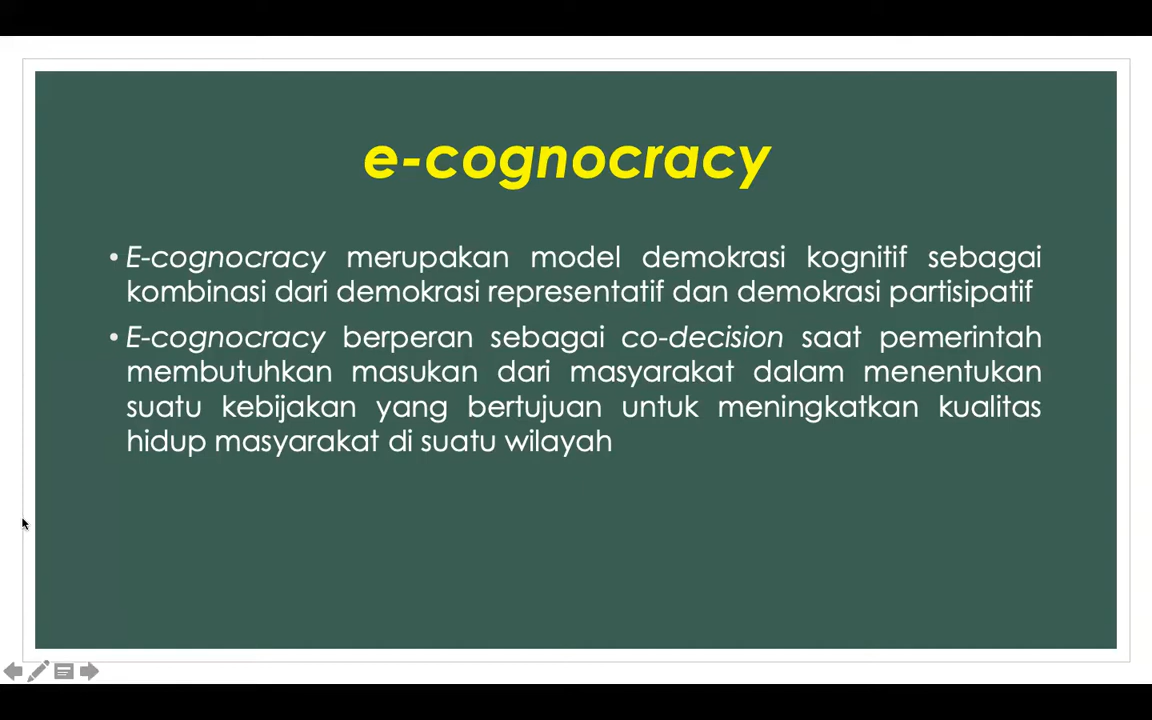 e-cognocracy
• E-cognocracy merupakan model demokrasi kognitif sebagai
kombinasi dari demokrasi representatif dan demokrasi partisipatif
• E-cognocracy berperan sebagai co-decision saat pemerintah
membutuhkan masukan dari masyarakat dalam menentukan
suatu kebijakan yang bertujuan untuk meningkatkan kualitas
hidup masyarakat di suatu wilayah